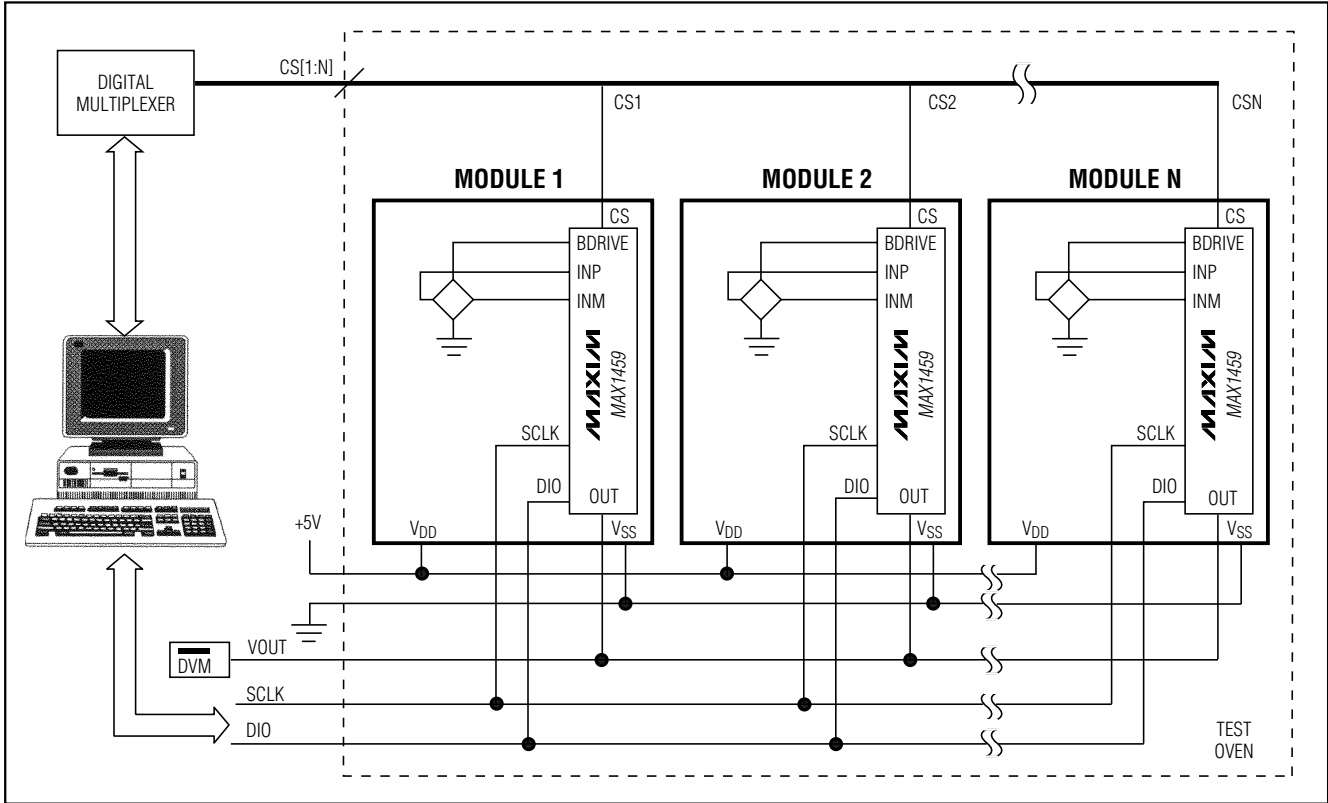 DIGITAL
MULTIPLEXER
CS[1:N]
CS1
CS2
CSN
MODULE 1
MODULE 2
MODULE N
CS
BDRIVE
INP
INM
MAXIM
MAX1459
SCLK
DIO
OUT
VDD
VSS
CS
BDRIVE
INP
INM
MAXIM
MAX1459
SCLK
DIO
OUT
VDD
VSS
CS
BDRIVE
INP
INM
MAXIM
MAX1459
SCLK
DIO
OUT
VDD
VSS
+5V
DVM
VOUT
SCLK
DIO
TEST
OVEN